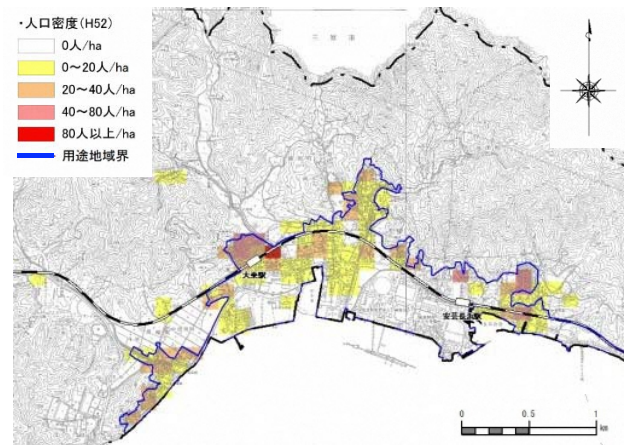 ・人口密度(H52)
0人/ha
0～20人/ha
20～40人/ha
40～80人/ha
80人以上/ha
用途地域界
大乗駅
安芸長浜駅
0 0.5 1
km